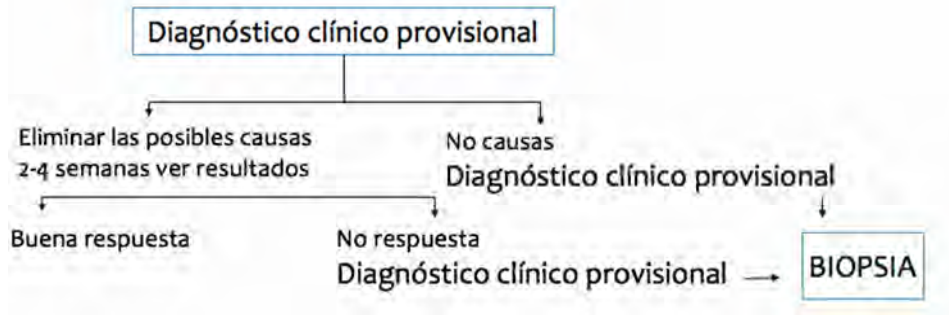 Diagnóstico clínico provisional
Eliminar las posibles causas
2-4 semanas ver resultados
No causas
Diagnóstico clínico provisional
Buena respuesta
No respuesta
Diagnóstico clínico provisional
BIOPSIA